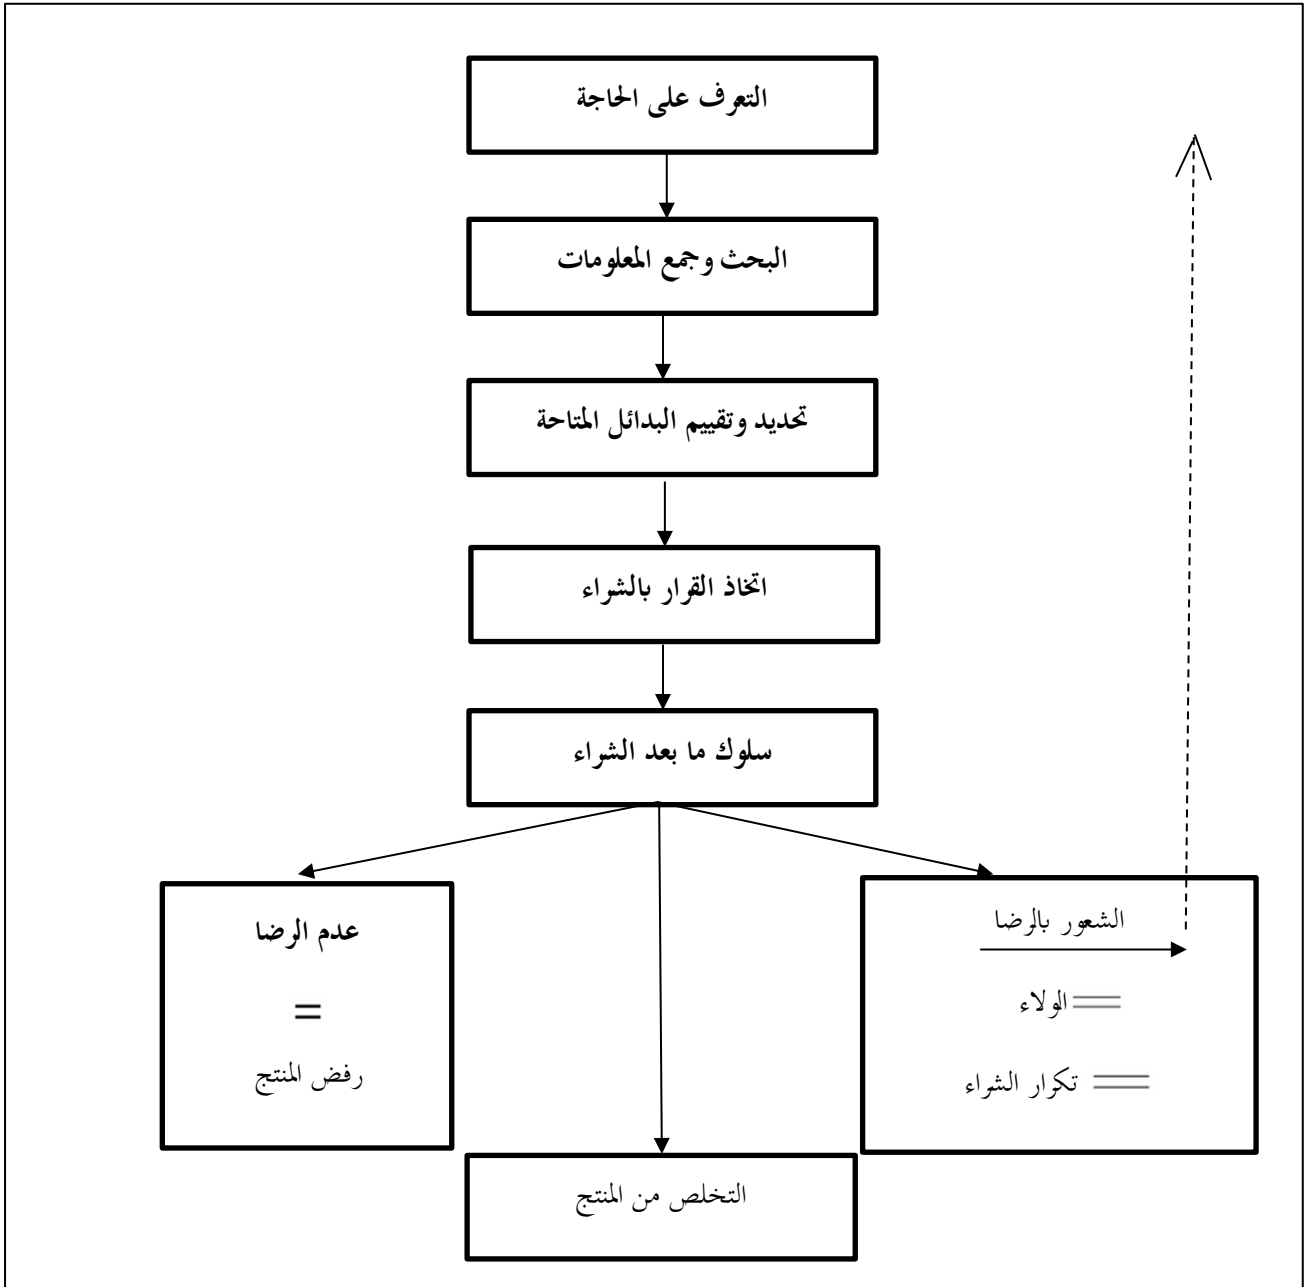 التعرف على الحاجة
البحث وجمع المعلومات
تحديد وتقييم البدائل المتاحة
اتخاذ القرار بالشراء
سلوك ما بعد الشراء
الشعور بالرضا
= الولاء
= تكرار الشراء
عدم الرضا
=
رفض المنتج
التخلص من المنتج